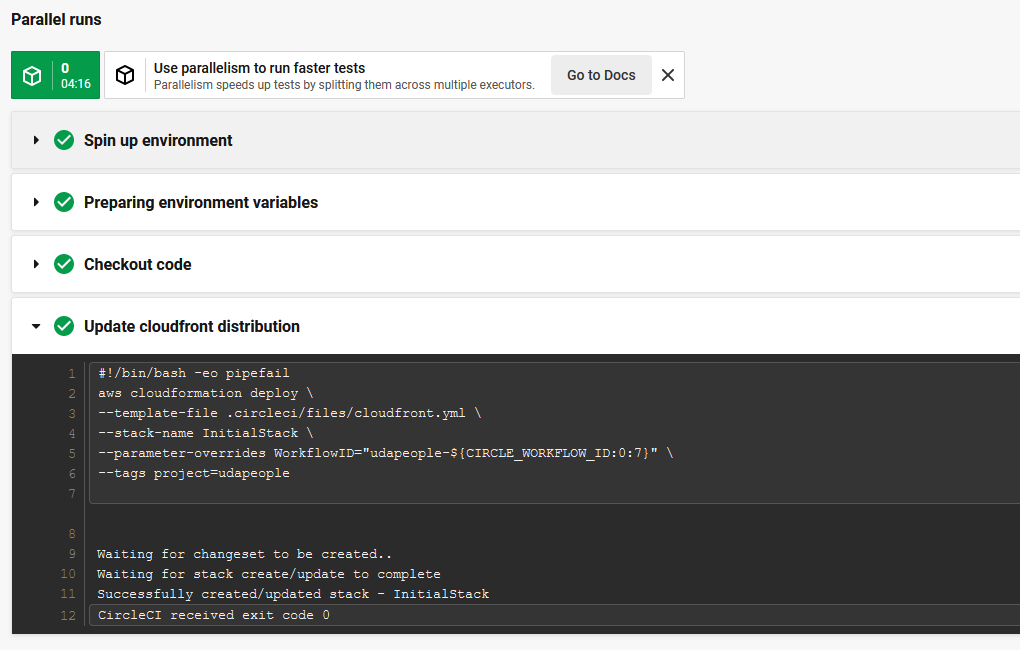 Parallel runs
0
04:16
Use parallelism to run faster tests
Parallelism speeds up tests by splitting them across multiple executors.
Go to Docs
Spin up environment
Preparing environment variables
Checkout code
Update cloudfront distribution
1 #!/bin/bash -eo pipefail
2 aws cloudformation deploy \
3 --template-file .circleci/files/cloudfront.yml \
4 --stack-name InitialStack \
5 --parameter-overrides WorkflowID="udapeople-${CIRCLE_WORKFLOW_ID:0:7}" \
6 --tags project=udapeople
7
8
9 Waiting for changeset to be created..
10 Waiting for stack create/update to complete
11 Successfully created/updated stack - InitialStack
12 CircleCI received exit code 0